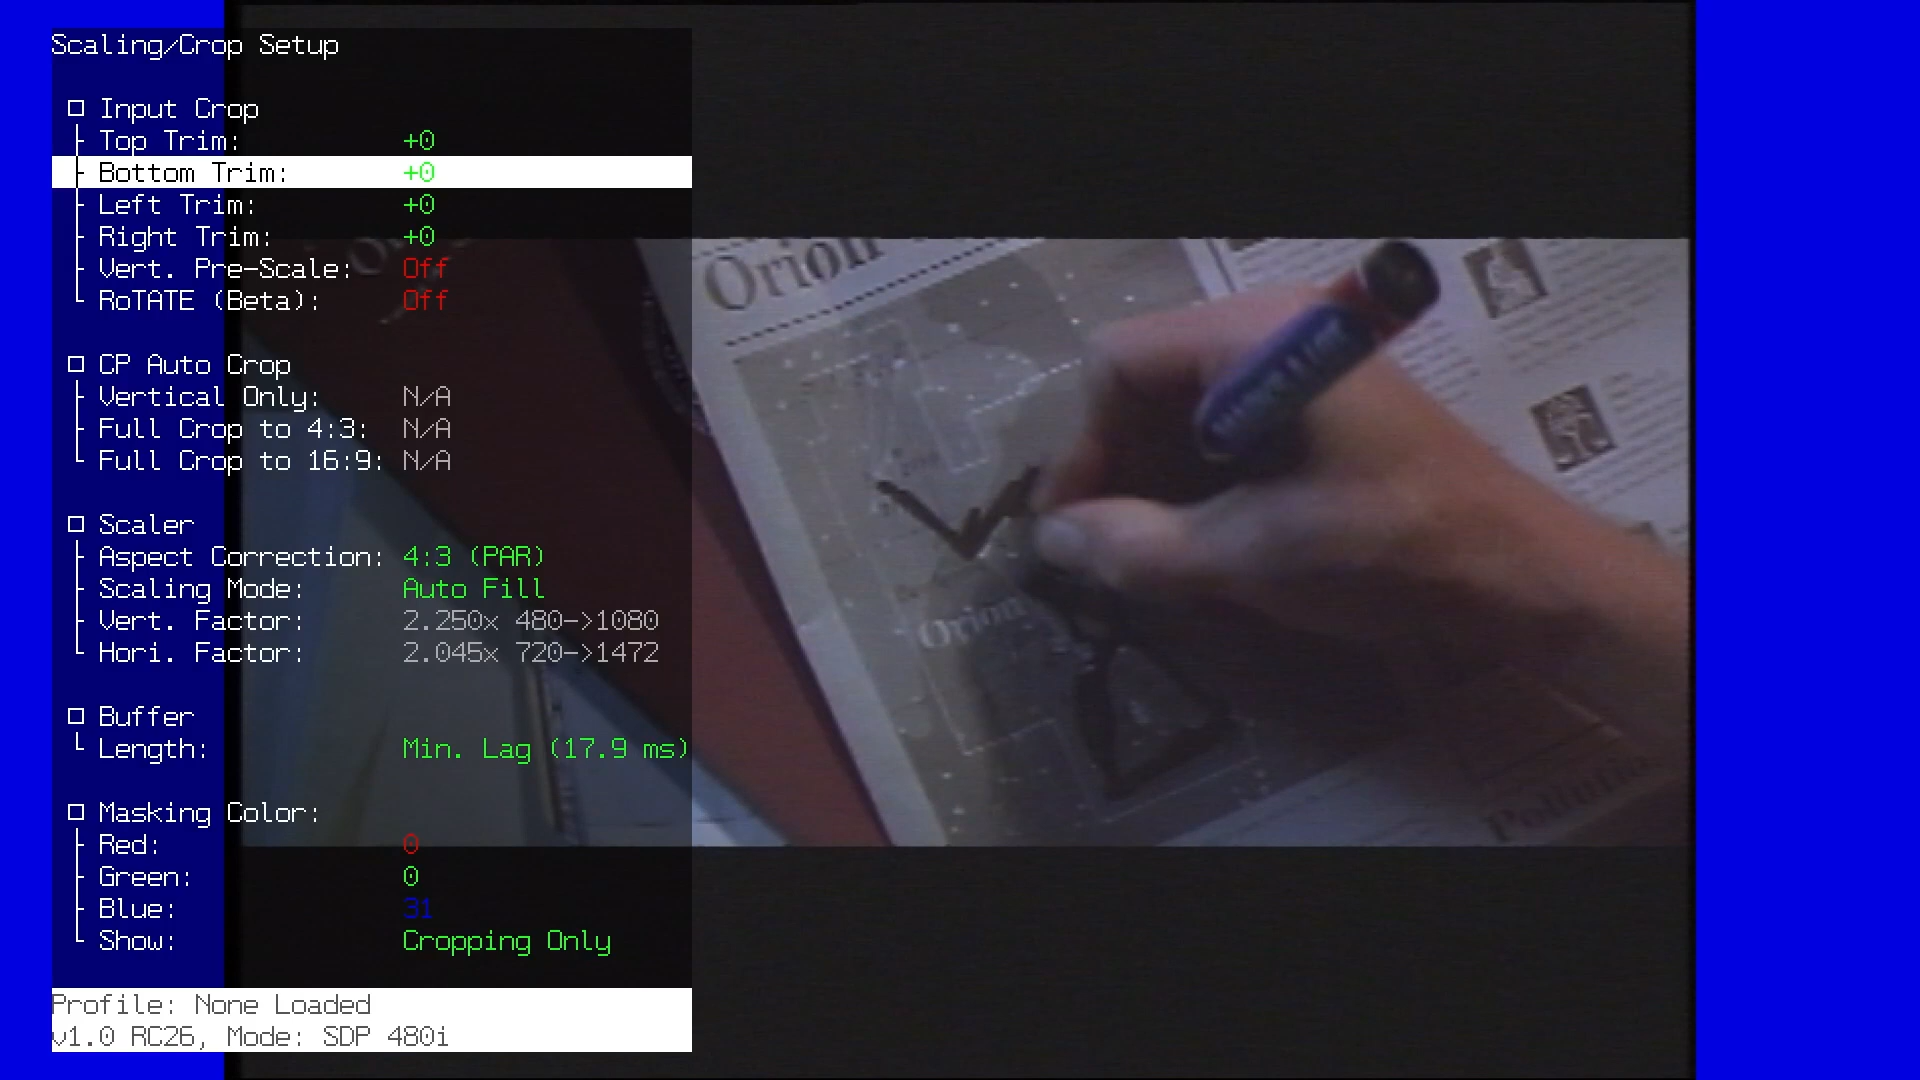 Scaling/Crop Setup
Input Crop
Top Trim: +0
Bottom Trim: +0
Left Trim: +0
Right Trim: +0
Vert. Pre-Scale: Off
RoTATE (Beta): Off
CP Auto Crop
Vertical Only: N/A
Full Crop to 4:3: N/A
Full Crop to 16:9: N/A
Scaler
Aspect Correction: 4:3 (PAR)
Scaling Mode: Auto Fill
Vert. Factor: 2.250x 480->1080
Hori. Factor: 2.045x 720->1472
Buffer
Length: Min. Lag (17.9 ms)
Masking Color:
Red: 0
Green: 0
Blue: 31
Show: Cropping Only
Profile: None Loaded
v1.0 RC26, Mode: SDP 480i
Orion
Orion